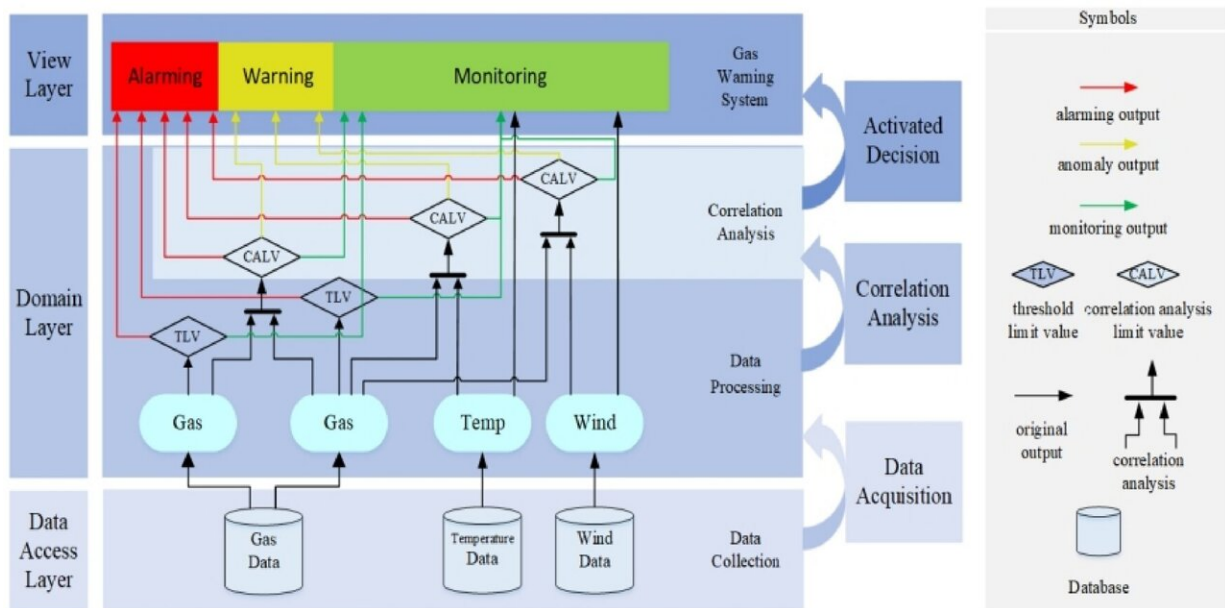 View
Layer
Alarming
Warning
Monitoring
Gas
Warning
System
Activated
Decision
Domain
Layer
CALV
CALV
CALV
Correlation
Analysis
TLV
TLV
Correlation
Analysis
Data
Processing
Gas
Gas
Temp
Wind
Data
Access
Layer
Gas
Data
Temperature
Data
Wind
Data
Data
Collection
Data
Acquisition
Symbols
alarming output
anomaly output
monitoring output
TLV
threshold
limit value
CALV
correlation analysis
limit value
original
output
correlation
analysis
Database